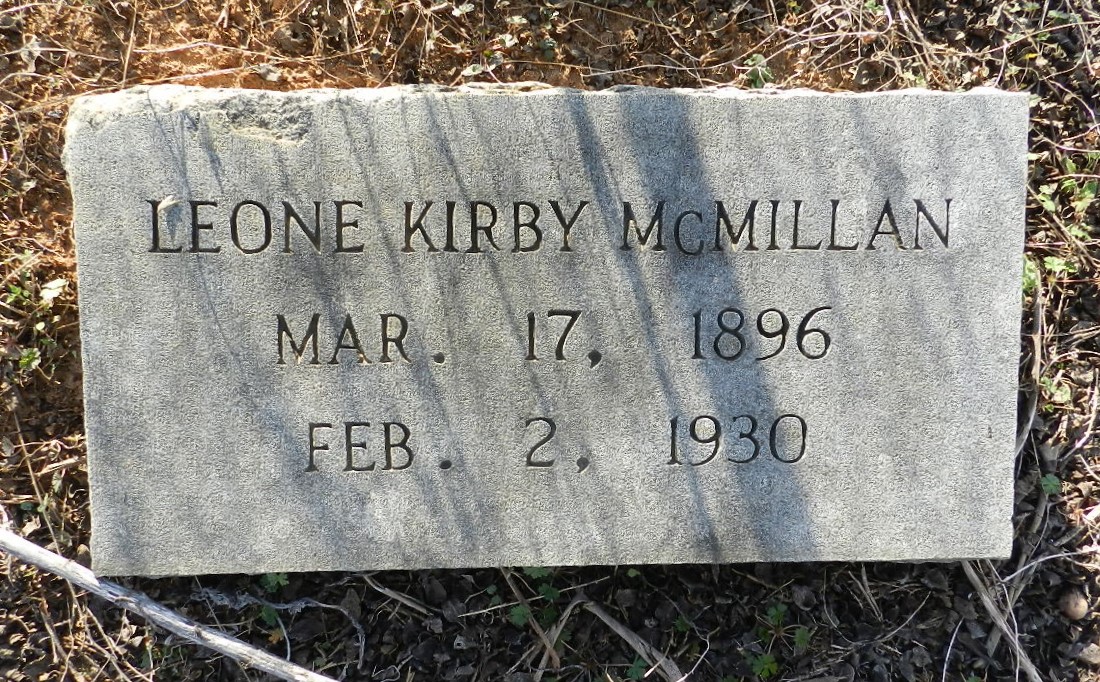 LEONE KIRBY McMILLAN
MAR. 17, 1896
FEB. 2, 1930